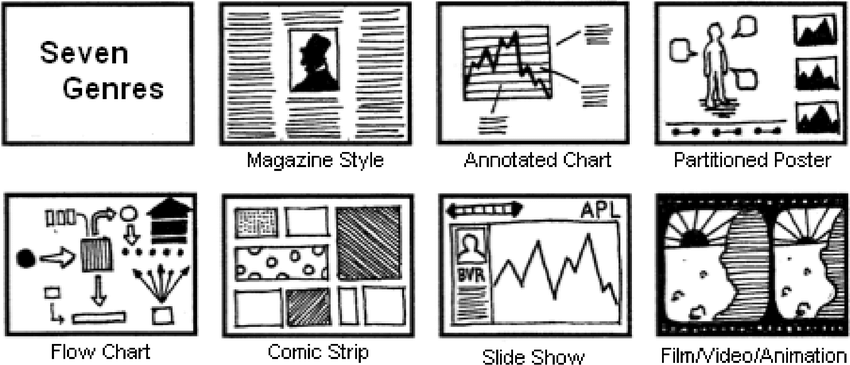 Seven
Genres
Magazine Style
Annotated Chart
Partitioned Poster
Flow Chart
Comic Strip
APL
BVR
Slide Show
Film/Video/Animation